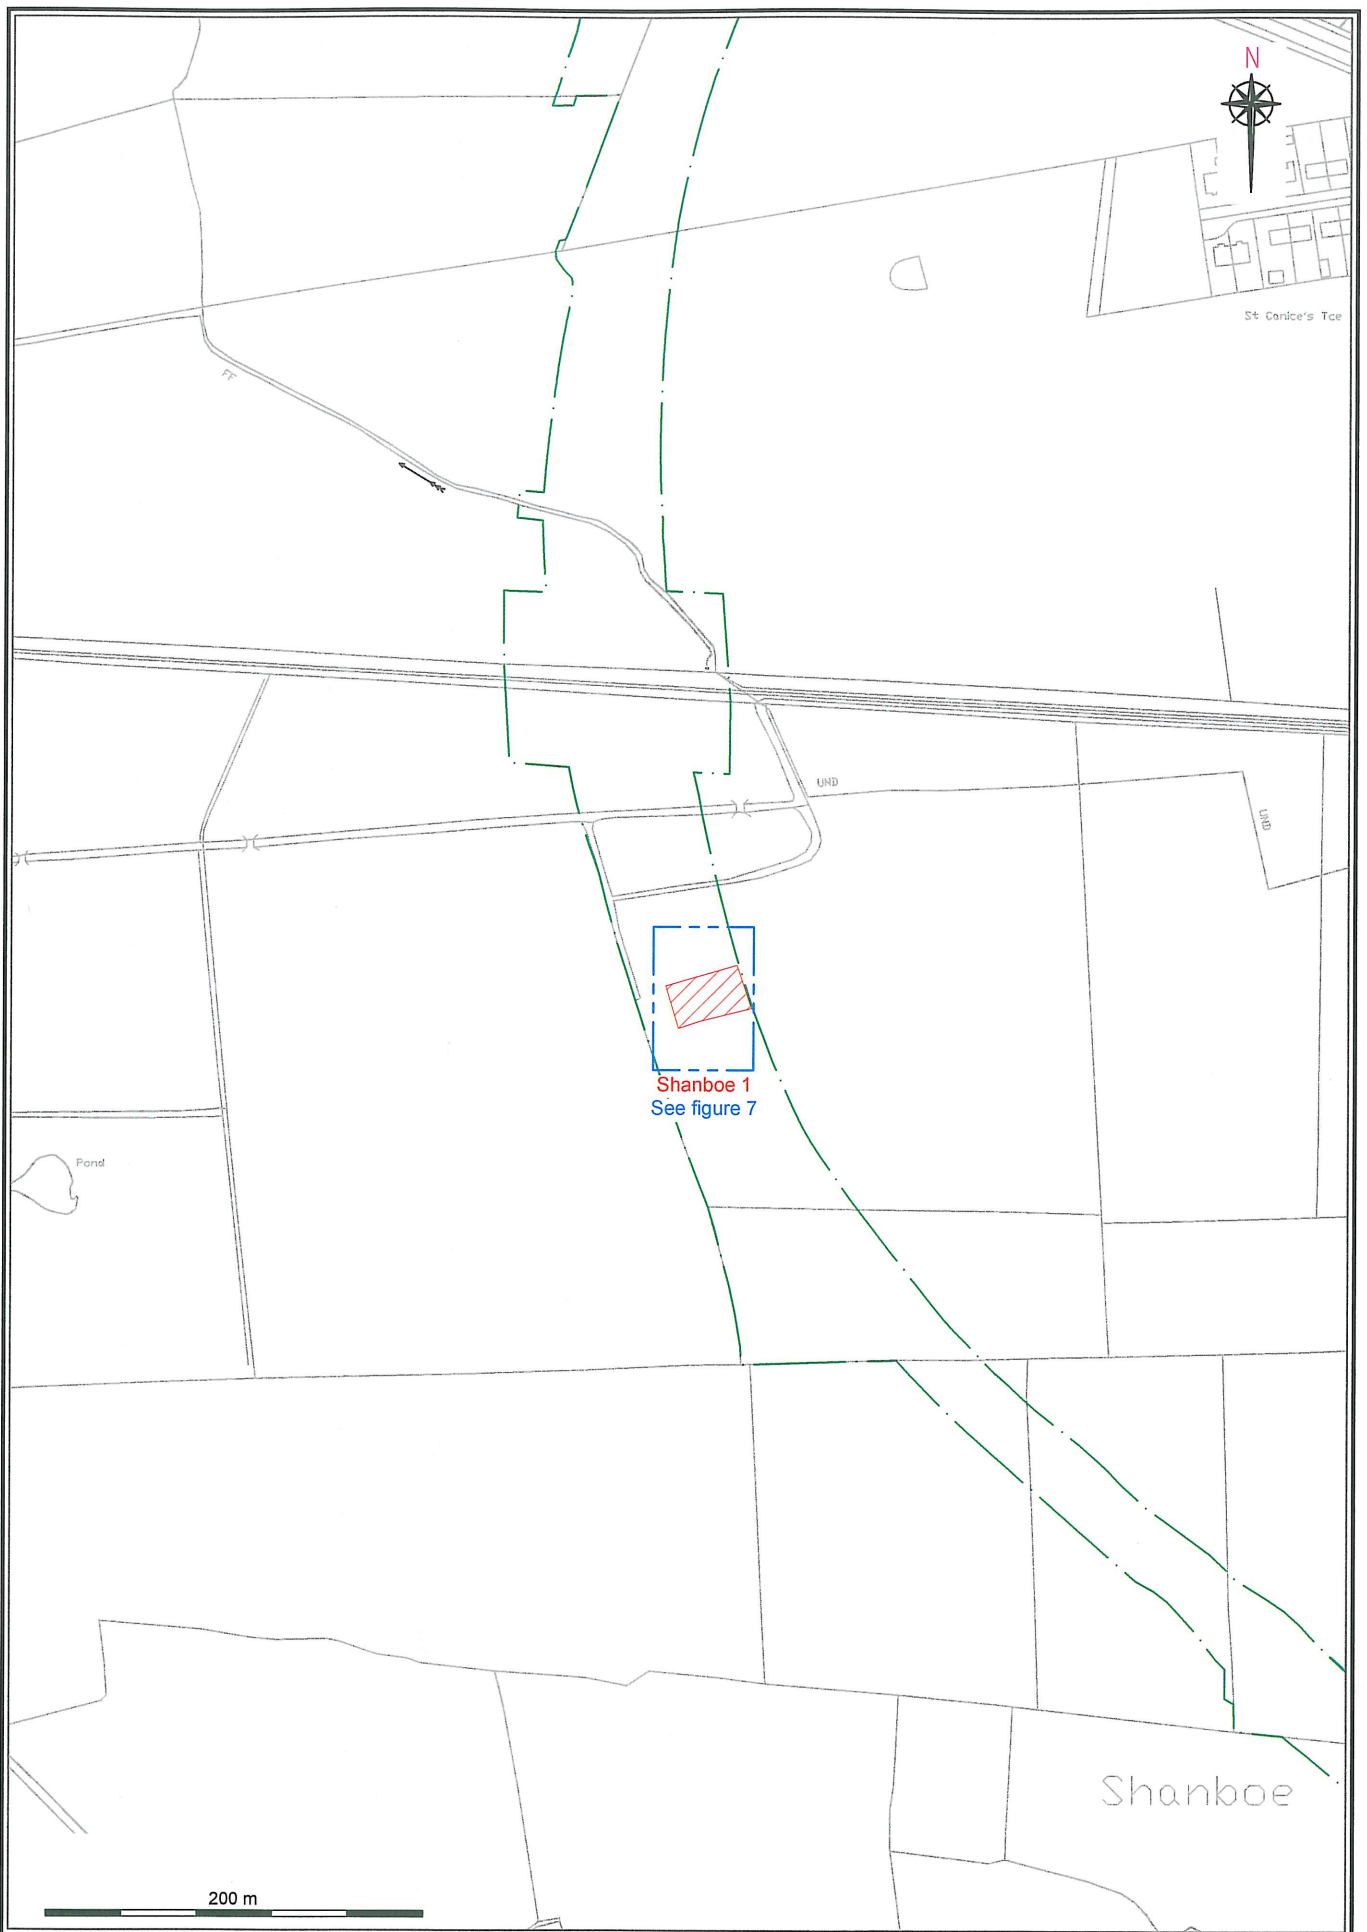 N
St Canice's Tce
FF
UND
UND
Shanboe 1
See figure 7
Pond
Shanboe
200 m